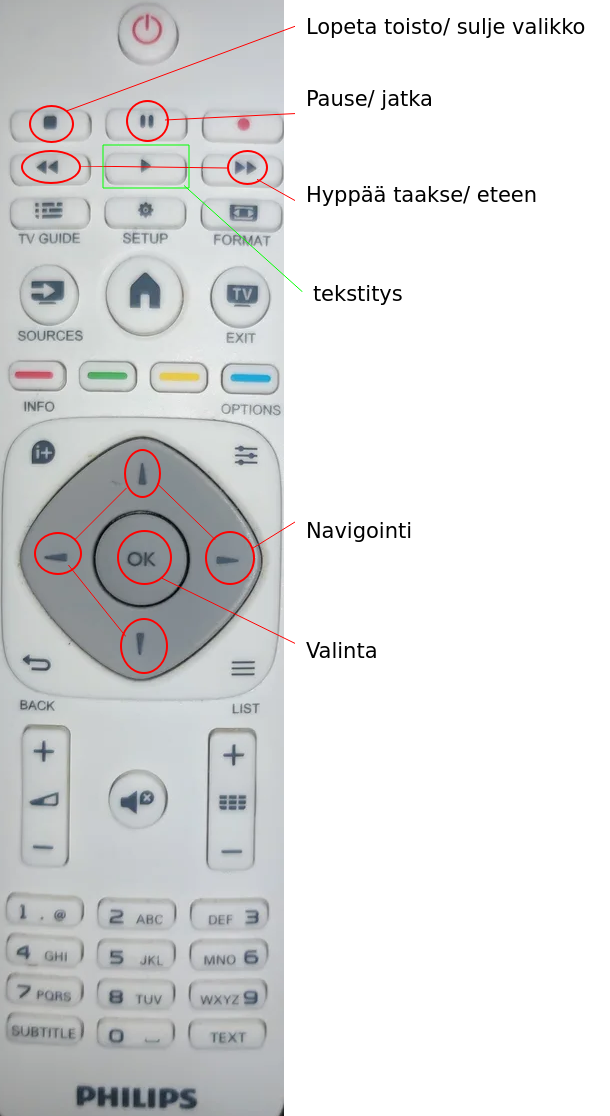 Lopeta toisto/ sulje valikko
Pause/ jatka
Hyppää taakse/ eteen
TV GUIDE SETUP FORMAT
tekstitys
TV
SOURCES EXIT
INFO OPTIONS
i+
Navigointi
OK
Valinta
BACK LIST
1 . @ 2 ABC DEF 3
4 GHI 5 JKL MNO 6
7 PQRS 8 TUV WXYZ 9
SUBTITLE 0 TEXT
PHILIPS